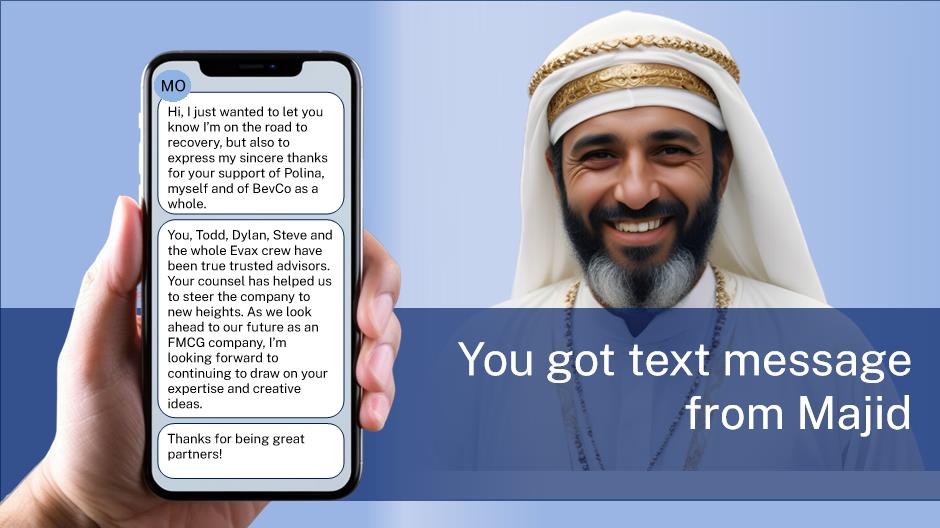 MO
Hi, I just wanted to let you
know I'm on the road to
recovery, but also to
express my sincere thanks
for your support of Polina,
myself and of BevCo as a
whole.
You, Todd, Dylan, Steve and
the whole Evax crew have
been true trusted advisors.
Your counsel has helped us
to steer the company to
new heights. As we look
ahead to our future as an
FMCG company, I'm
looking forward to
continuing to draw on your
expertise and creative
ideas.
Thanks for being great
partners!
You got text message
from Majid